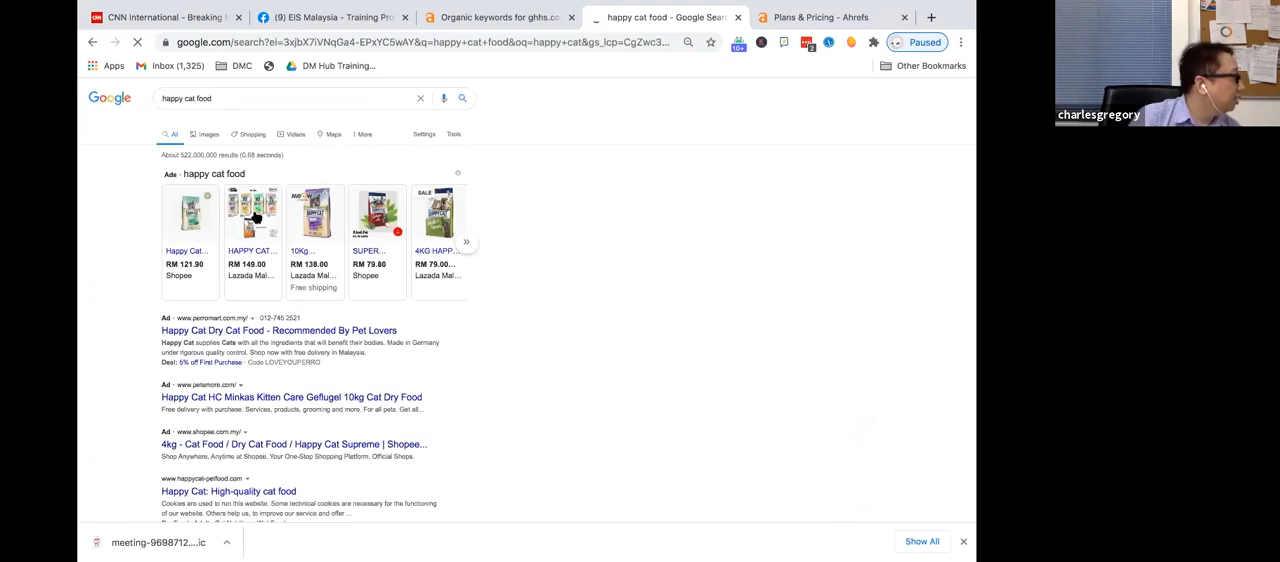 CNN International - Breaking N
(9) EIS Malaysia - Training Pro
Organic keywords for ghhs.co
happy cat food - Google Sear
Plans & Pricing - Ahrefs
google.com/search?ei=3xjbX7iVNqGa4-EPxYC5wAY&q=happy+cat+food&oq=happy+cat&gs_lcp=CgZwc3...
10+
2
Paused
Apps
Inbox (1,325)
DMC
DM Hub Training...
Other Bookmarks
Google
happy cat food
All
Images
Shopping
Videos
Maps
More
Settings
Tools
About 522,000,000 results (0.68 seconds)
Ads · happy cat food
Happy Cat...
RM 121.90
Shopee
HAPPY CAT...
RM 149.00
Lazada Mal...
10Kg...
RM 138.00
Lazada Mal...
Free shipping
SUPER...
RM 79.80
Shopee
SALE
4KG HAPP...
RM 79.00...
Lazada Mal...
Ad · www.perromart.com.my/ 012-745 2521
Happy Cat Dry Cat Food - Recommended By Pet Lovers
Happy Cat supplies Cats with all the ingredients that will benefit their bodies. Made in Germany
under rigorous quality control. Shop now with free delivery in Malaysia.
Deal: 5% off First Purchase · Code LOVEYOUPERRO
Ad · www.petsmore.com/
Happy Cat HC Minkas Kitten Care Geflugel 10kg Cat Dry Food
Free delivery with purchase. Services, products, grooming and more. For all pets. Get all...
Ad · www.shopee.com.my/
4kg - Cat Food / Dry Cat Food / Happy Cat Supreme | Shopee...
Shop Anywhere, Anytime at Shopee. Your One-Stop Shopping Platform. Official Shops.
www.happycat-petfood.com
Happy Cat: High-quality cat food
Cookies are used to run this website. Some technical cookies are necessary for the functioning
of our website. Others help us, to improve our service and offer ...
meeting-9698712....ic
Show All
charlesgregory